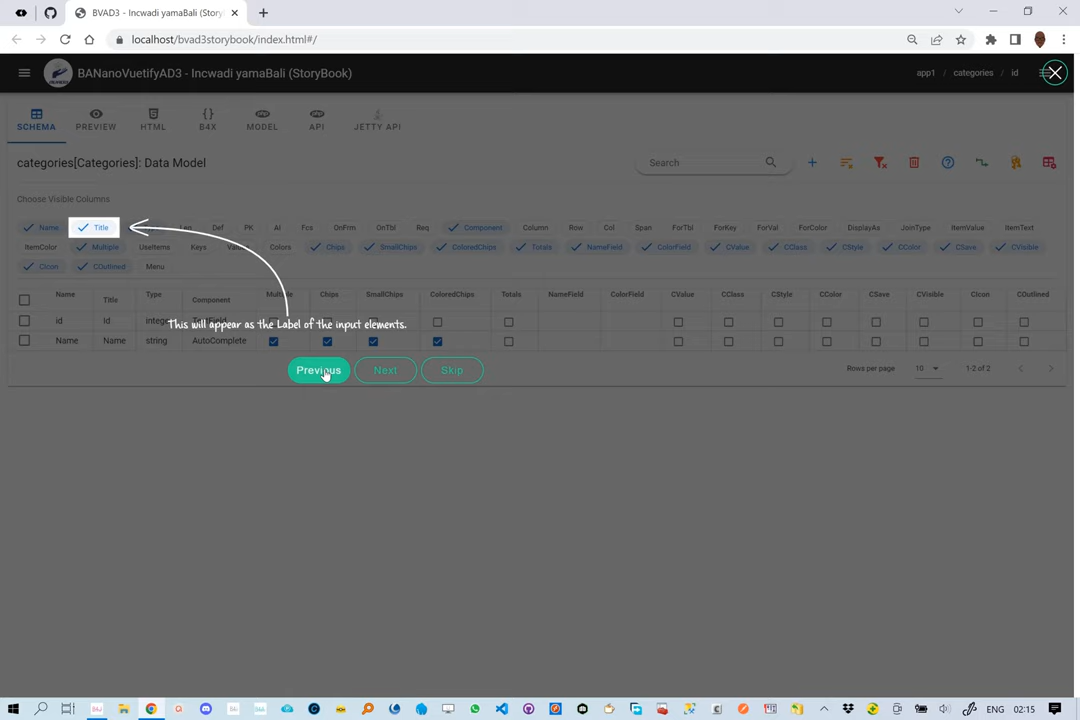 BVAD3 - Incwadi yamaBali (Story
localhost/bvad3storybook/index.html#/
BANanoVuetifyAD3 - Incwadi yamaBali (StoryBook)
app1 / categories / id
SCHEMA PREVIEW HTML B4X MODEL API JETTY API
categories[Categories]: Data Model
Search
Choose Visible Columns
Name Title Len Def PK AI Fcs OnFrm OnTbl Req Component Column Row Col Span ForTbl ForKey ForVal ForColor DisplayAs JoinType ItemValue ItemText
ItemColor Multiple UseItems Keys Colors Chips SmallChips ColoredChips Totals NameField ColorField CValue CClass CStyle CColor CSave CVisible
CIcon COutlined Menu
Name Title Type Component Chips SmallChips ColoredChips Totals NameField ColorField CValue CClass CStyle CColor CSave CVisible CIcon COutlined
id Id
This will appear as the Label of the input elements.
Name Name string AutoComplete
Previous Next Skip
Rows per page 10 1-2 of 2
ENG 02:15